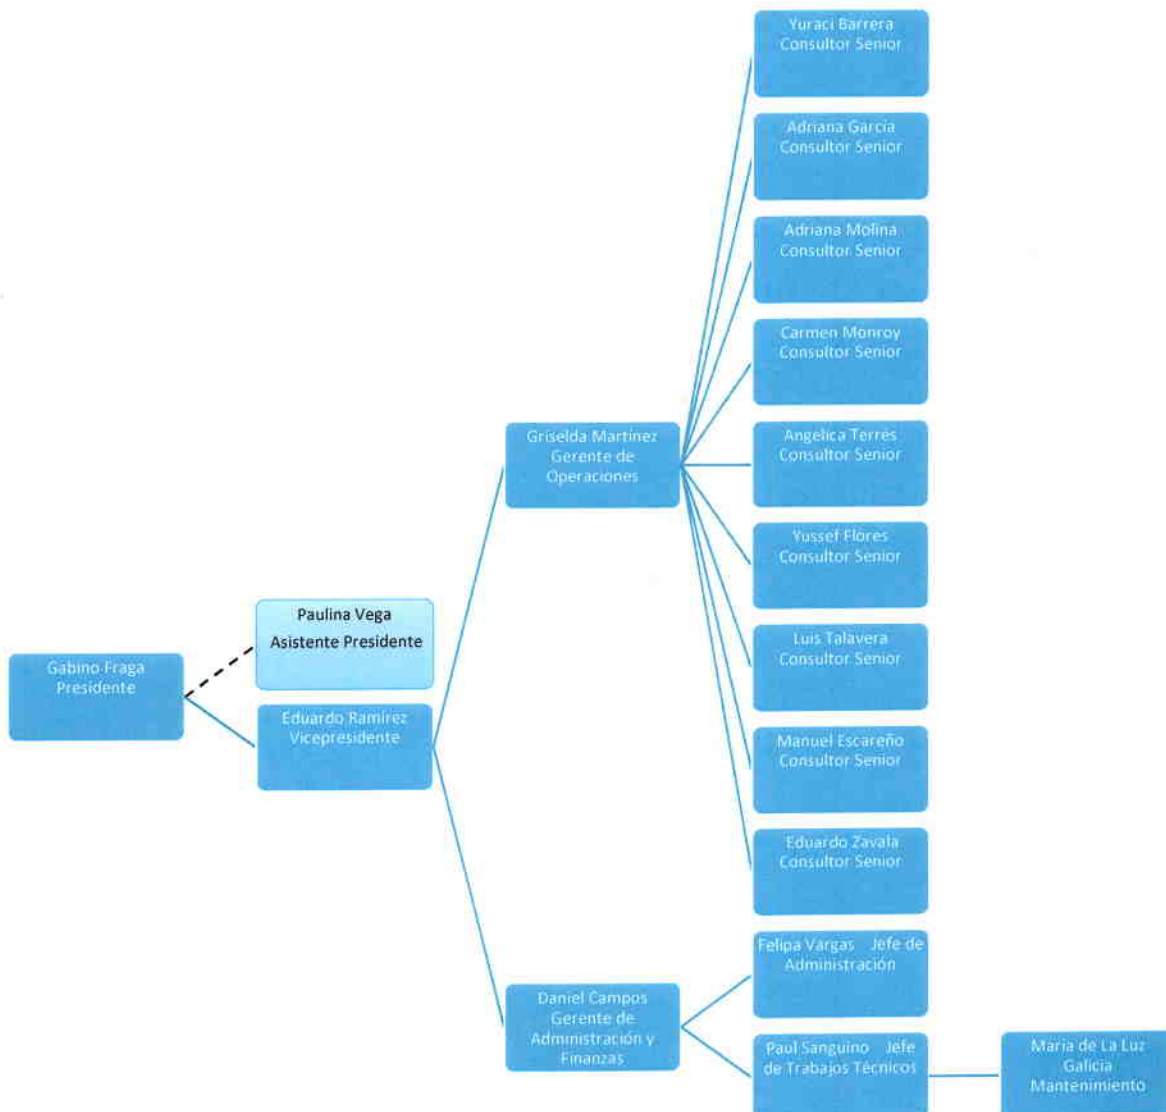 Yuraci Barrera
Consultor Senior
Adriana García
Consultor Senior
Adriana Molina
Consultor Senior
Carmen Monroy
Consultor Senior
Angelica Terrés
Consultor Senior
Griselda Martínez
Gerente de
Operaciones
Yussef Flores
Consultor Senior
Paulina Vega
Asistente Presidente
Luis Talavera
Consultor Senior
Gabino Fraga
Presidente
Eduardo Ramírez
Vicepresidente
Manuel Escareño
Consultor Senior
Eduardo Zavala
Consultor Senior
Felipa Vargas Jefe de
Administración
Daniel Campos
Gerente de
Administración y
Finanzas
Paul Sanguino Jefe
de Trabajos Técnicos
Maria de La Luz
Galicia
Mantenimiento